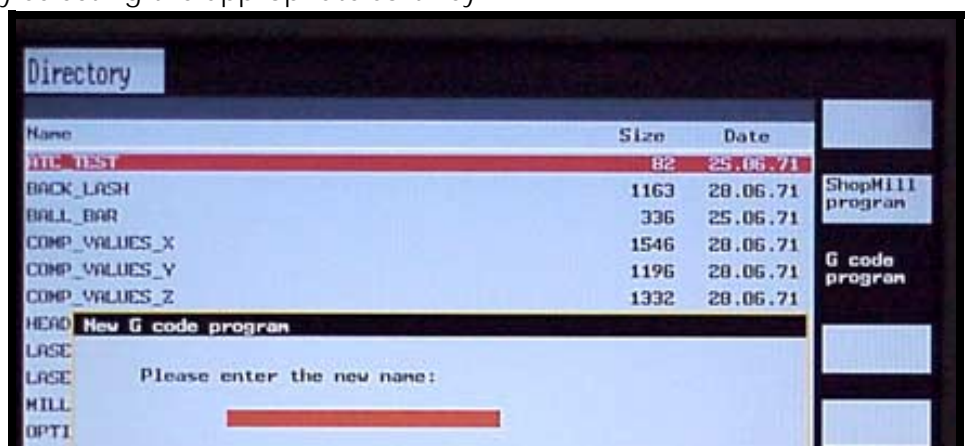 Directory
Name Size Date
ATC_TEST 82 25.06.71
BACK_LASH 1163 28.06.71
BALL_BAR 336 25.06.71
COMP_VALUES_X 1546 28.06.71
COMP_VALUES_Y 1196 28.06.71
COMP_VALUES_Z 1332 28.06.71
HEAD
LASE
LASE
MILL
OPTI
New G code program
Please enter the new name:
ShopMill
program
G code
program